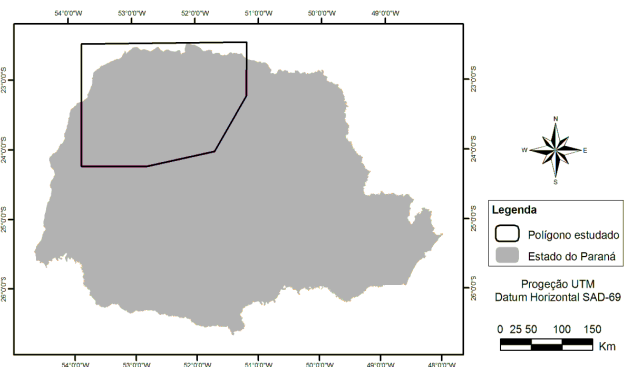 54°0'0"W 53°0'0"W 52°0'0"W 51°0'0"W 50°0'0"W 49°0'0"W
23°0'0"S 23°0'0"S
24°0'0"S 24°0'0"S
25°0'0"S 25°0'0"S
26°0'0"S 26°0'0"S
54°0'0"W 53°0'0"W 52°0'0"W 51°0'0"W 50°0'0"W 49°0'0"W 48°0'0"W
N
W E
S
Legenda
Polígono estudado
Estado do Paraná
Progeção UTM
Datum Horizontal SAD-69
0 25 50 100 150
Km